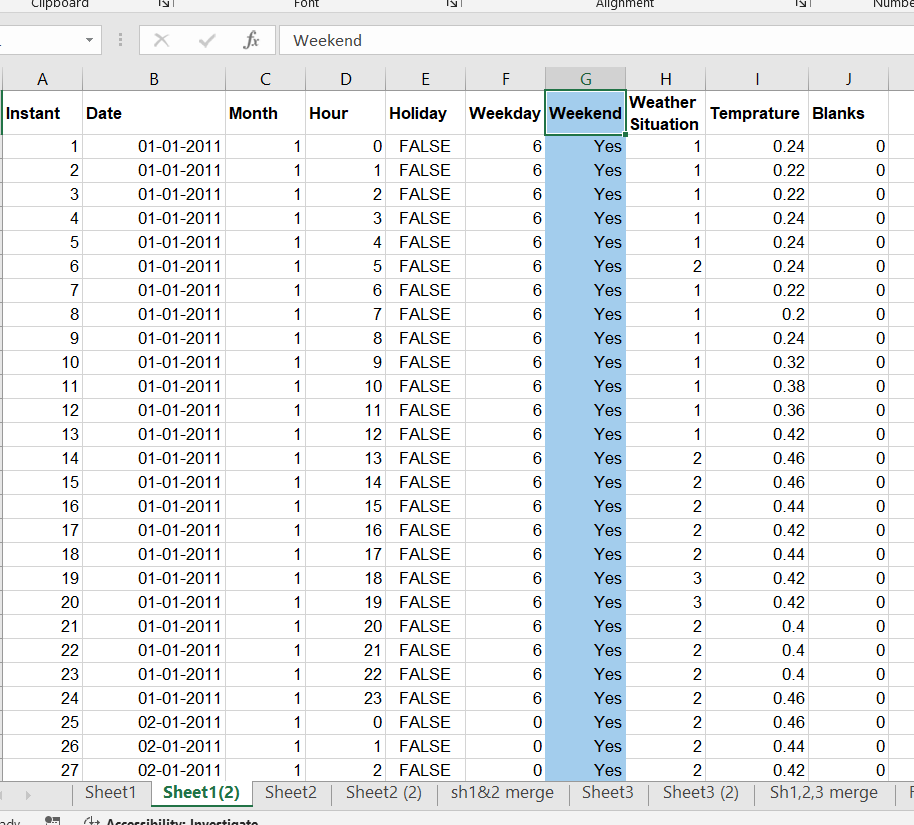 Clipboard Font Alignment
fx Weekend
A B C D E F G H I J
Instant Date Month Hour Holiday Weekday Weekend Weather Situation Temprature Blanks
1 01-01-2011 1 0 FALSE 6 Yes 1 0.24 0
2 01-01-2011 1 1 FALSE 6 Yes 1 0.22 0
3 01-01-2011 1 2 FALSE 6 Yes 1 0.22 0
4 01-01-2011 1 3 FALSE 6 Yes 1 0.24 0
5 01-01-2011 1 4 FALSE 6 Yes 1 0.24 0
6 01-01-2011 1 5 FALSE 6 Yes 2 0.24 0
7 01-01-2011 1 6 FALSE 6 Yes 1 0.22 0
8 01-01-2011 1 7 FALSE 6 Yes 1 0.2 0
9 01-01-2011 1 8 FALSE 6 Yes 1 0.24 0
10 01-01-2011 1 9 FALSE 6 Yes 1 0.32 0
11 01-01-2011 1 10 FALSE 6 Yes 1 0.38 0
12 01-01-2011 1 11 FALSE 6 Yes 1 0.36 0
13 01-01-2011 1 12 FALSE 6 Yes 1 0.42 0
14 01-01-2011 1 13 FALSE 6 Yes 2 0.46 0
15 01-01-2011 1 14 FALSE 6 Yes 2 0.46 0
16 01-01-2011 1 15 FALSE 6 Yes 2 0.44 0
17 01-01-2011 1 16 FALSE 6 Yes 2 0.42 0
18 01-01-2011 1 17 FALSE 6 Yes 2 0.44 0
19 01-01-2011 1 18 FALSE 6 Yes 3 0.42 0
20 01-01-2011 1 19 FALSE 6 Yes 3 0.42 0
21 01-01-2011 1 20 FALSE 6 Yes 2 0.4 0
22 01-01-2011 1 21 FALSE 6 Yes 2 0.4 0
23 01-01-2011 1 22 FALSE 6 Yes 2 0.4 0
24 01-01-2011 1 23 FALSE 6 Yes 2 0.46 0
25 02-01-2011 1 0 FALSE 0 Yes 2 0.46 0
26 02-01-2011 1 1 FALSE 0 Yes 2 0.44 0
27 02-01-2011 1 2 FALSE 0 Yes 2 0.42 0
Sheet1 Sheet1(2) Sheet2 Sheet2 (2) sh1&2 merge Sheet3 Sheet3 (2) Sh1,2,3 merge
Accessibility: Investigate